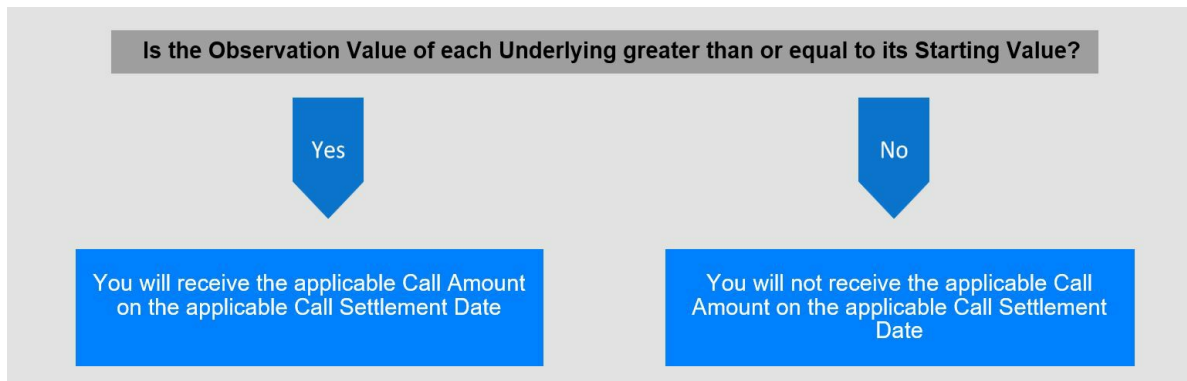 Is the Observation Value of each Underlying greater than or equal to its Starting Value?
Yes
No
You will receive the applicable Call Amount
on the applicable Call Settlement Date
You will not receive the applicable Call
Amount on the applicable Call Settlement
Date